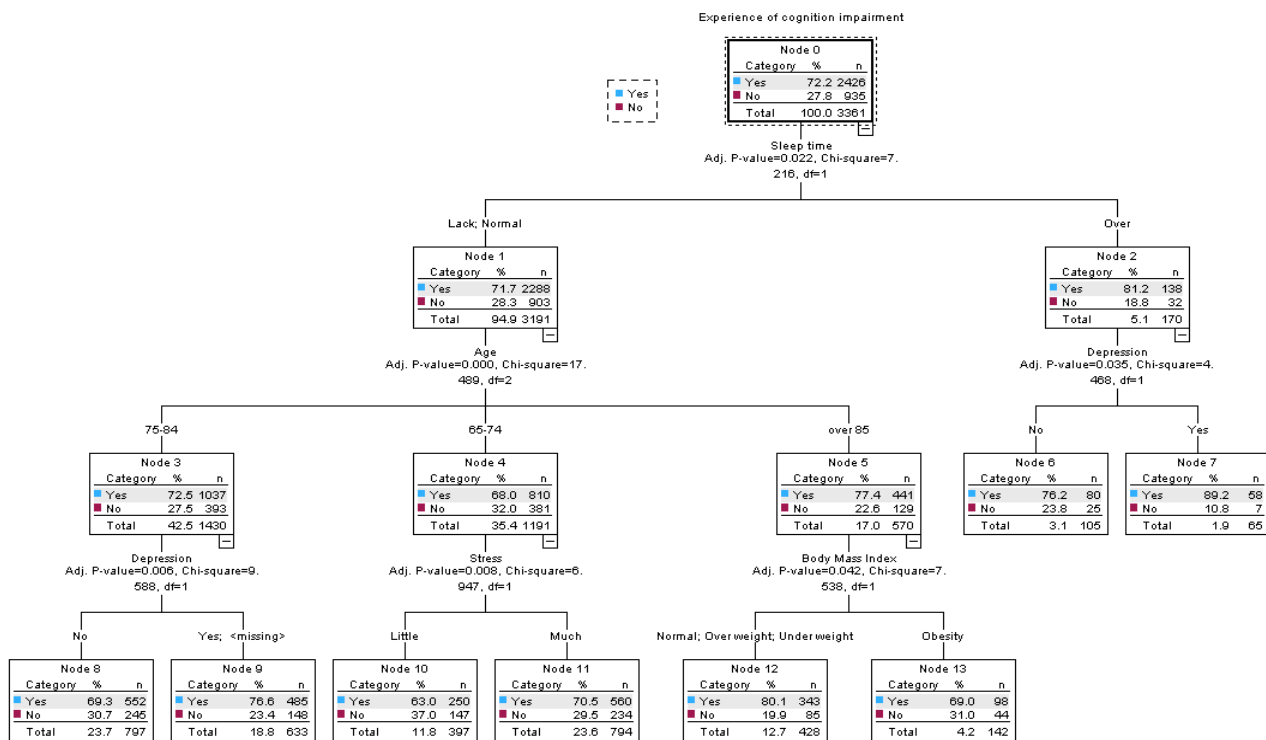 Experience of cognition impairment
Node 0
Category % n
Yes 72.2 2426
No 27.8 935
Total 100.0 3361
Yes
No
Sleep time
Adj. P-value=0.022, Chi-square=7.
216, df=1
Lack; Normal
Over
Node 1
Category % n
Yes 71.7 2288
No 28.3 903
Total 94.9 3191
Node 2
Category % n
Yes 81.2 138
No 18.8 32
Total 5.1 170
Age
Adj. P-value=0.000, Chi-square=17.
489, df=2
Depression
Adj. P-value=0.035, Chi-square=4.
468, df=1
75-84
65-74
over 85
No
Yes
Node 3
Category % n
Yes 72.5 1037
No 27.5 393
Total 42.5 1430
Node 4
Category % n
Yes 68.0 810
No 32.0 381
Total 35.4 1191
Node 5
Category % n
Yes 77.4 441
No 22.6 129
Total 17.0 570
Node 6
Category % n
Yes 76.2 80
No 23.8 25
Total 3.1 105
Node 7
Category % n
Yes 89.2 58
No 10.8 7
Total 1.9 65
Depression
Adj. P-value=0.006, Chi-square=9.
588, df=1
Stress
Adj. P-value=0.008, Chi-square=6.
947, df=1
Body Mass Index
Adj. P-value=0.042, Chi-square=7.
538, df=1
No
Yes; <missing>
Little
Much
Normal; Over weight; Under weight
Obesity
Node 8
Category % n
Yes 69.3 552
No 30.7 245
Total 23.7 797
Node 9
Category % n
Yes 76.6 485
No 23.4 148
Total 18.8 633
Node 10
Category % n
Yes 63.0 250
No 37.0 147
Total 11.8 397
Node 11
Category % n
Yes 70.5 560
No 29.5 234
Total 23.6 794
Node 12
Category % n
Yes 80.1 343
No 19.9 85
Total 12.7 428
Node 13
Category % n
Yes 69.0 98
No 31.0 44
Total 4.2 142